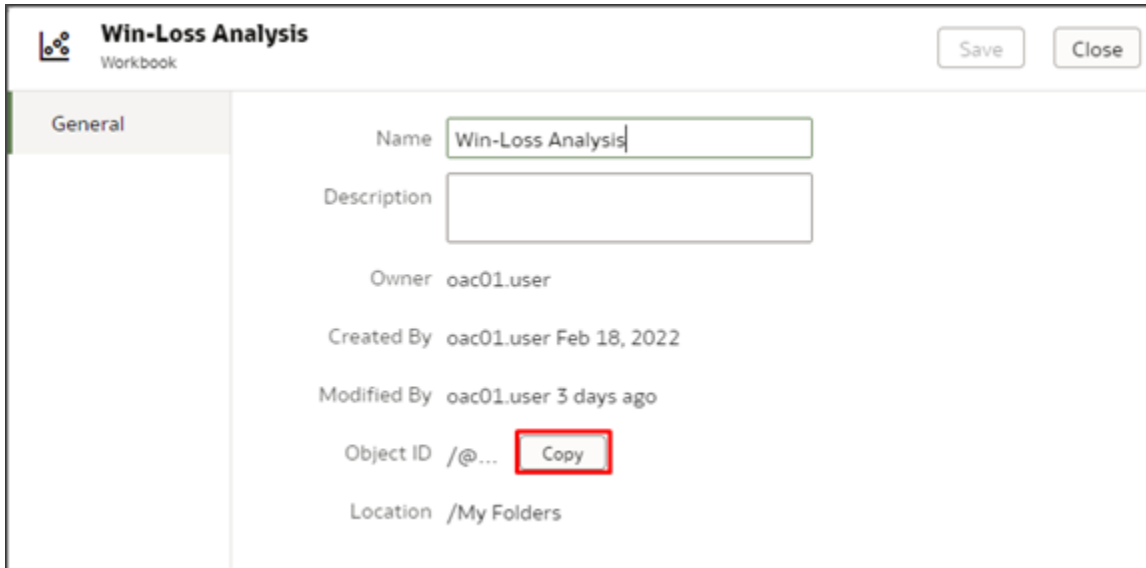 Win-Loss Analysis
Workbook
Save
Close
General
Name Win-Loss Analysis
Description
Owner oac01.user
Created By oac01.user Feb 18, 2022
Modified By oac01.user 3 days ago
Object ID /@... Copy
Location /My Folders